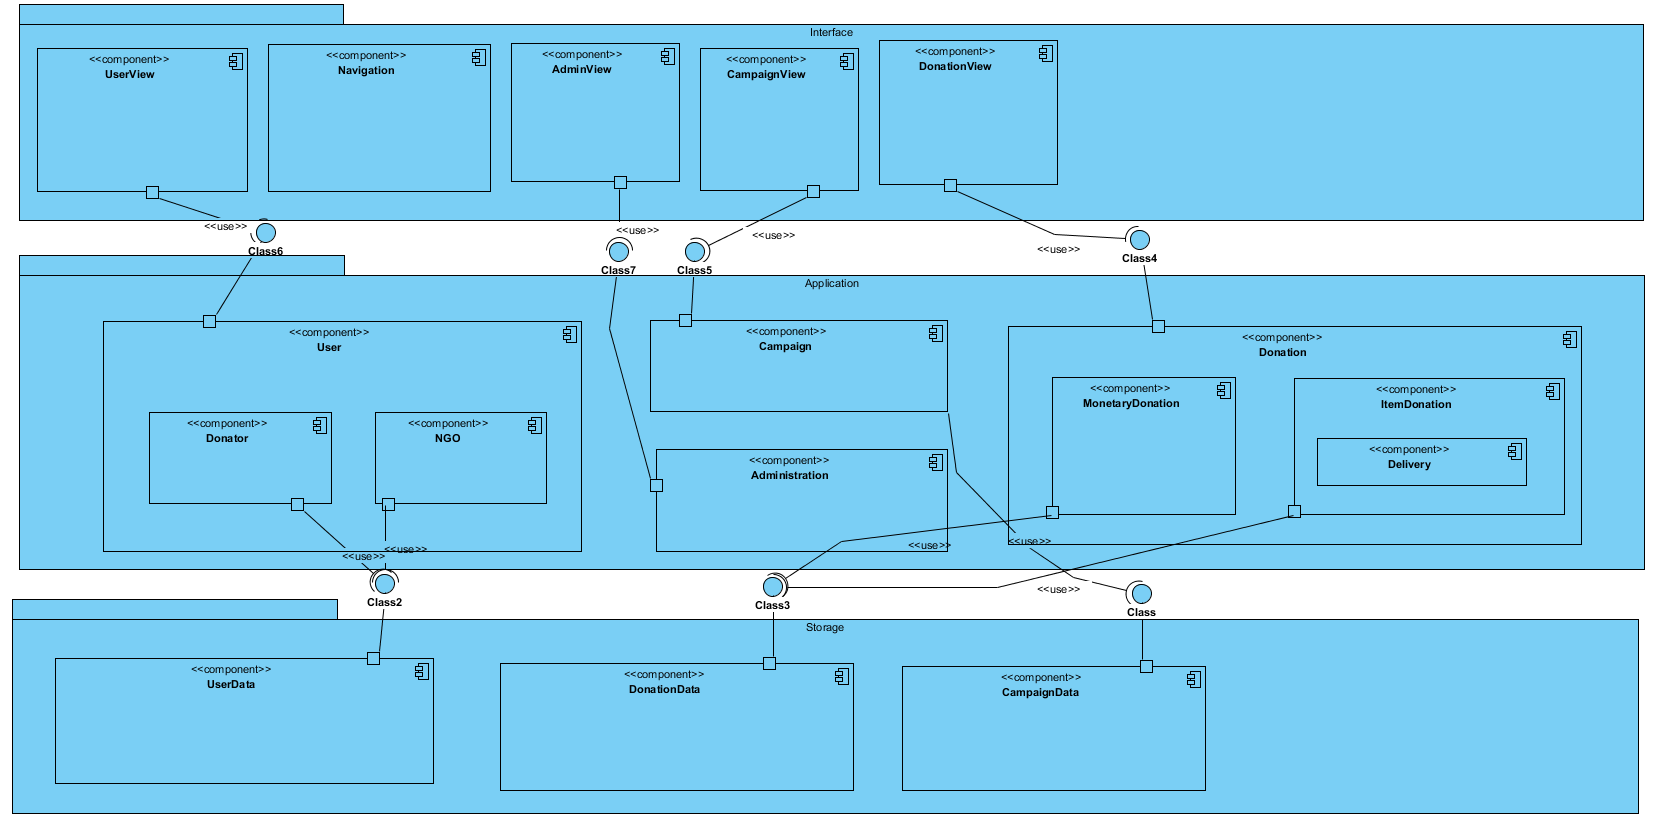 Interface
<<component>>
UserView
<<component>>
Navigation
<<component>>
AdminView
<<component>>
CampaignView
<<component>>
DonationView
<<use>>
<<use>>
<<use>>
<<use>>
Class6
Class7
Class5
Class4
Application
<<component>>
User
<<component>>
Campaign
<<component>>
Donation
<<component>>
Donator
<<component>>
NGO
<<component>>
Administration
<<component>>
MonetaryDonation
<<component>>
ItemDonation
<<component>>
Delivery
<<use>>
<<use>>
<<use>>
<<use>>
<<use>>
Class2
Class3
Class
Storage
<<component>>
UserData
<<component>>
DonationData
<<component>>
CampaignData